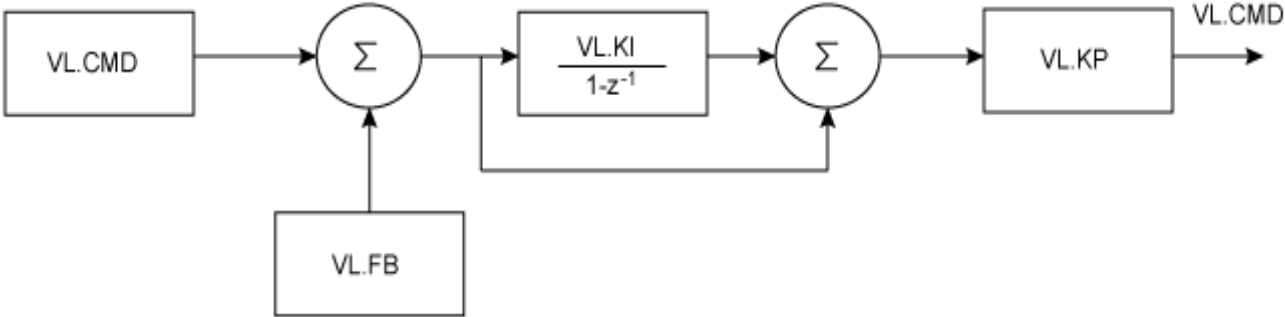 VL.CMD
VL.CMD
Σ
VL.KI
1-z⁻¹
Σ
VL.KP
VL.FB